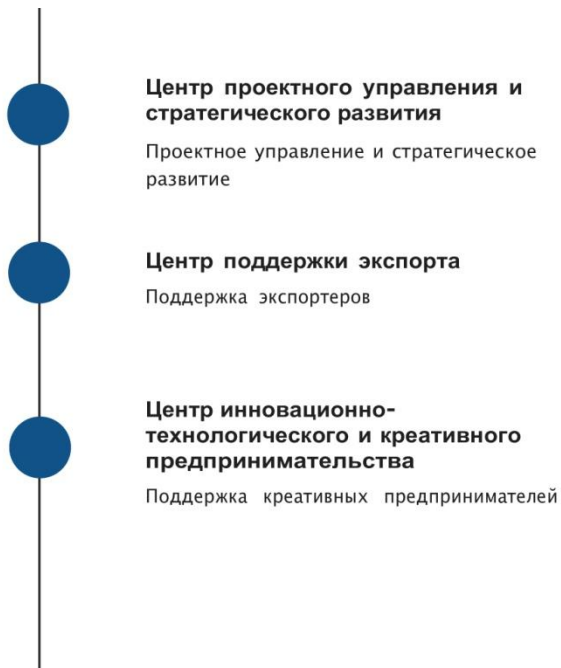 Центр проектного управления и
стратегического развития
Проектное управление и стратегическое
развитие
Центр поддержки экспорта
Поддержка экспортеров
Центр инновационно-
технологического и креативного
предпринимательства
Поддержка креативных предпринимателей